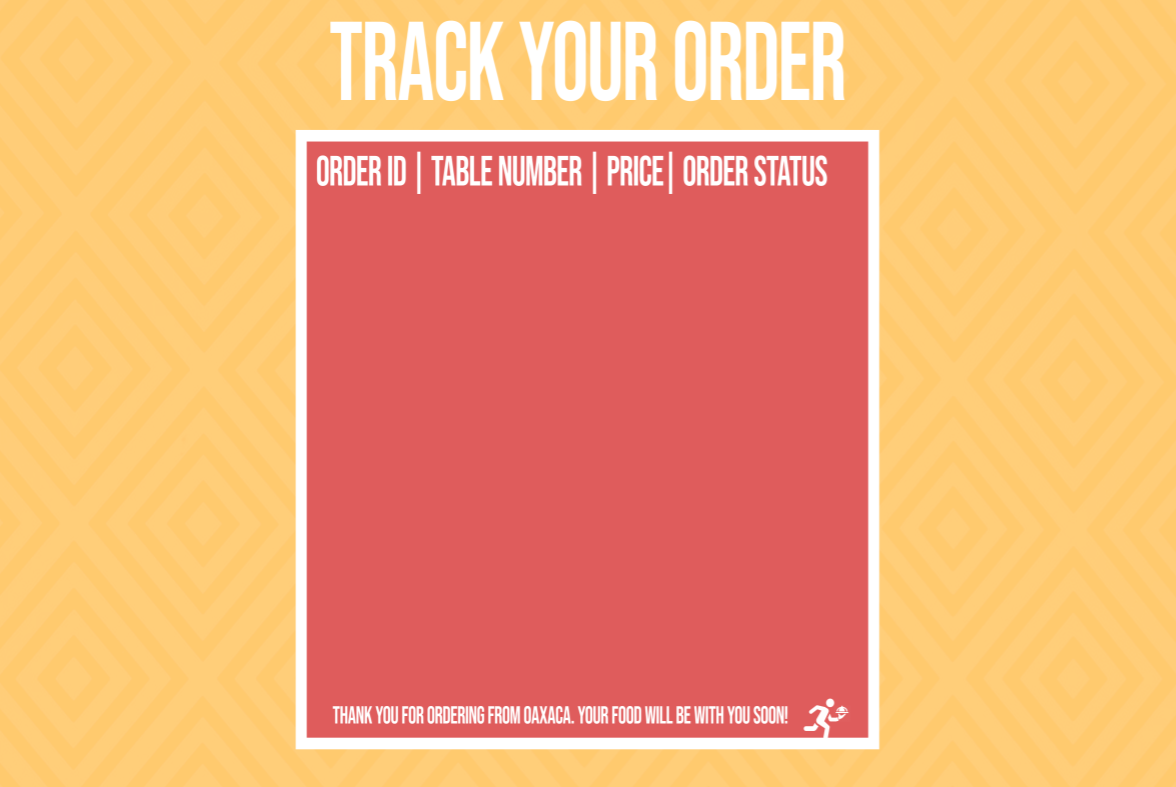 TRACK YOUR ORDER
ORDER ID | TABLE NUMBER | PRICE| ORDER STATUS
THANK YOU FOR ORDERING FROM OAXACA. YOUR FOOD WILL BE WITH YOU SOON!